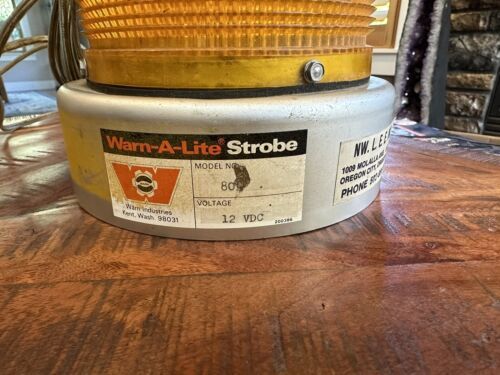 Warn-A-Lite® Strobe
MODEL NO.
VOLTAGE
12 VDC
200386
Warn Industries
Kent, Wash 98031
NW. L E E
1009 MOLALLA
OREGON CITY,
PHONE